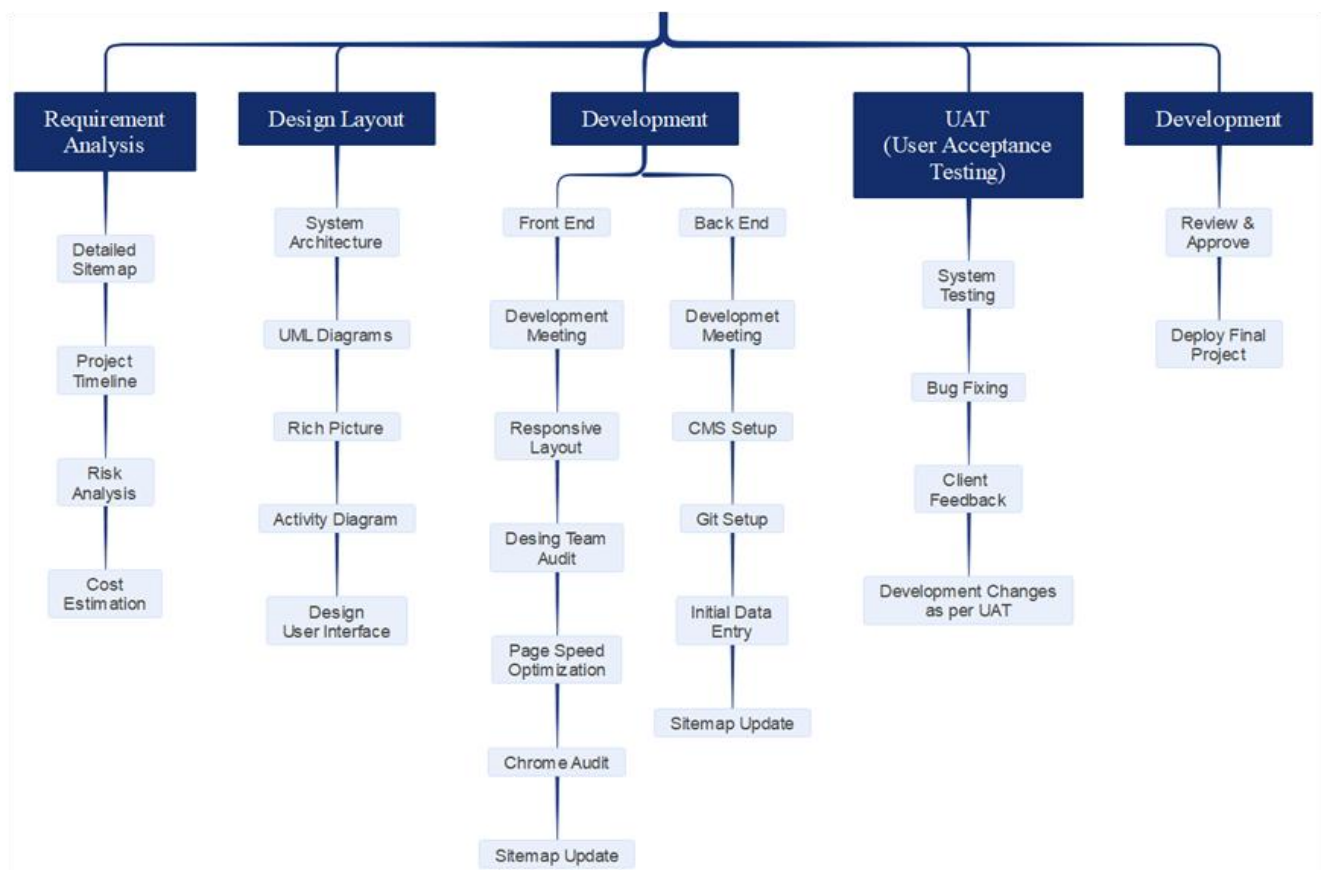 Requirement
Analysis
Detailed
Sitemap
Project
Timeline
Risk
Analysis
Cost
Estimation
Design Layout
System
Architecture
UML Diagrams
Rich Picture
Activity Diagram
Design
User Interface
Development
Front End
Development
Meeting
Responsive
Layout
Desing Team
Audit
Page Speed
Optimization
Chrome Audit
Sitemap Update
Back End
Developmet
Meeting
CMS Setup
Git Setup
Initial Data
Entry
Sitemap Update
UAT
(User Acceptance
Testing)
System
Testing
Bug Fixing
Client
Feedback
Development Changes
as per UAT
Development
Review &
Approve
Deploy Final
Project